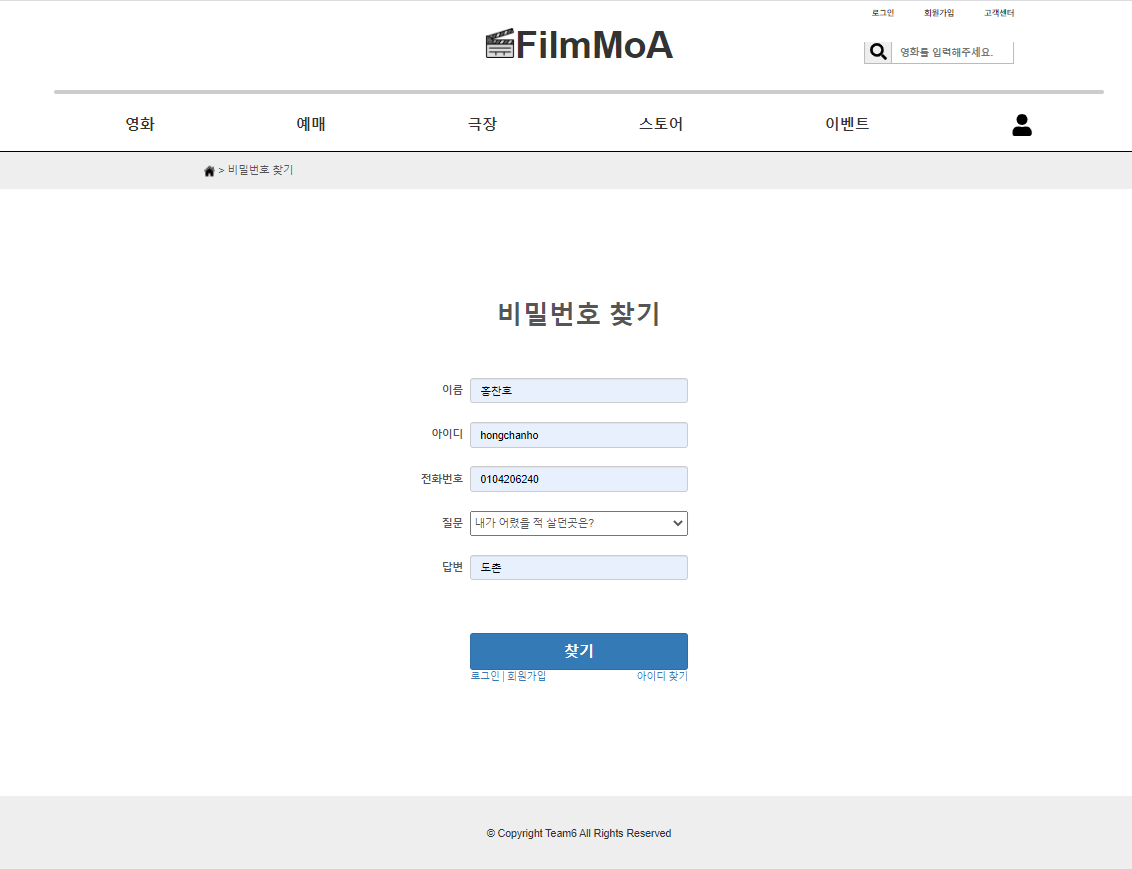 로그인 회원가입 고객센터
FilmMoA
영화를 입력해주세요.
영화 예매 극장 스토어 이벤트
> 비밀번호 찾기
비밀번호 찾기
이름 홍찬호
아이디 hongchanho
전화번호 0104206240
질문 내가 어렸을 적 살던곳은?
답변 도촌
찾기
로그인 | 회원가입 아이디 찾기
© Copyright Team6 All Rights Reserved